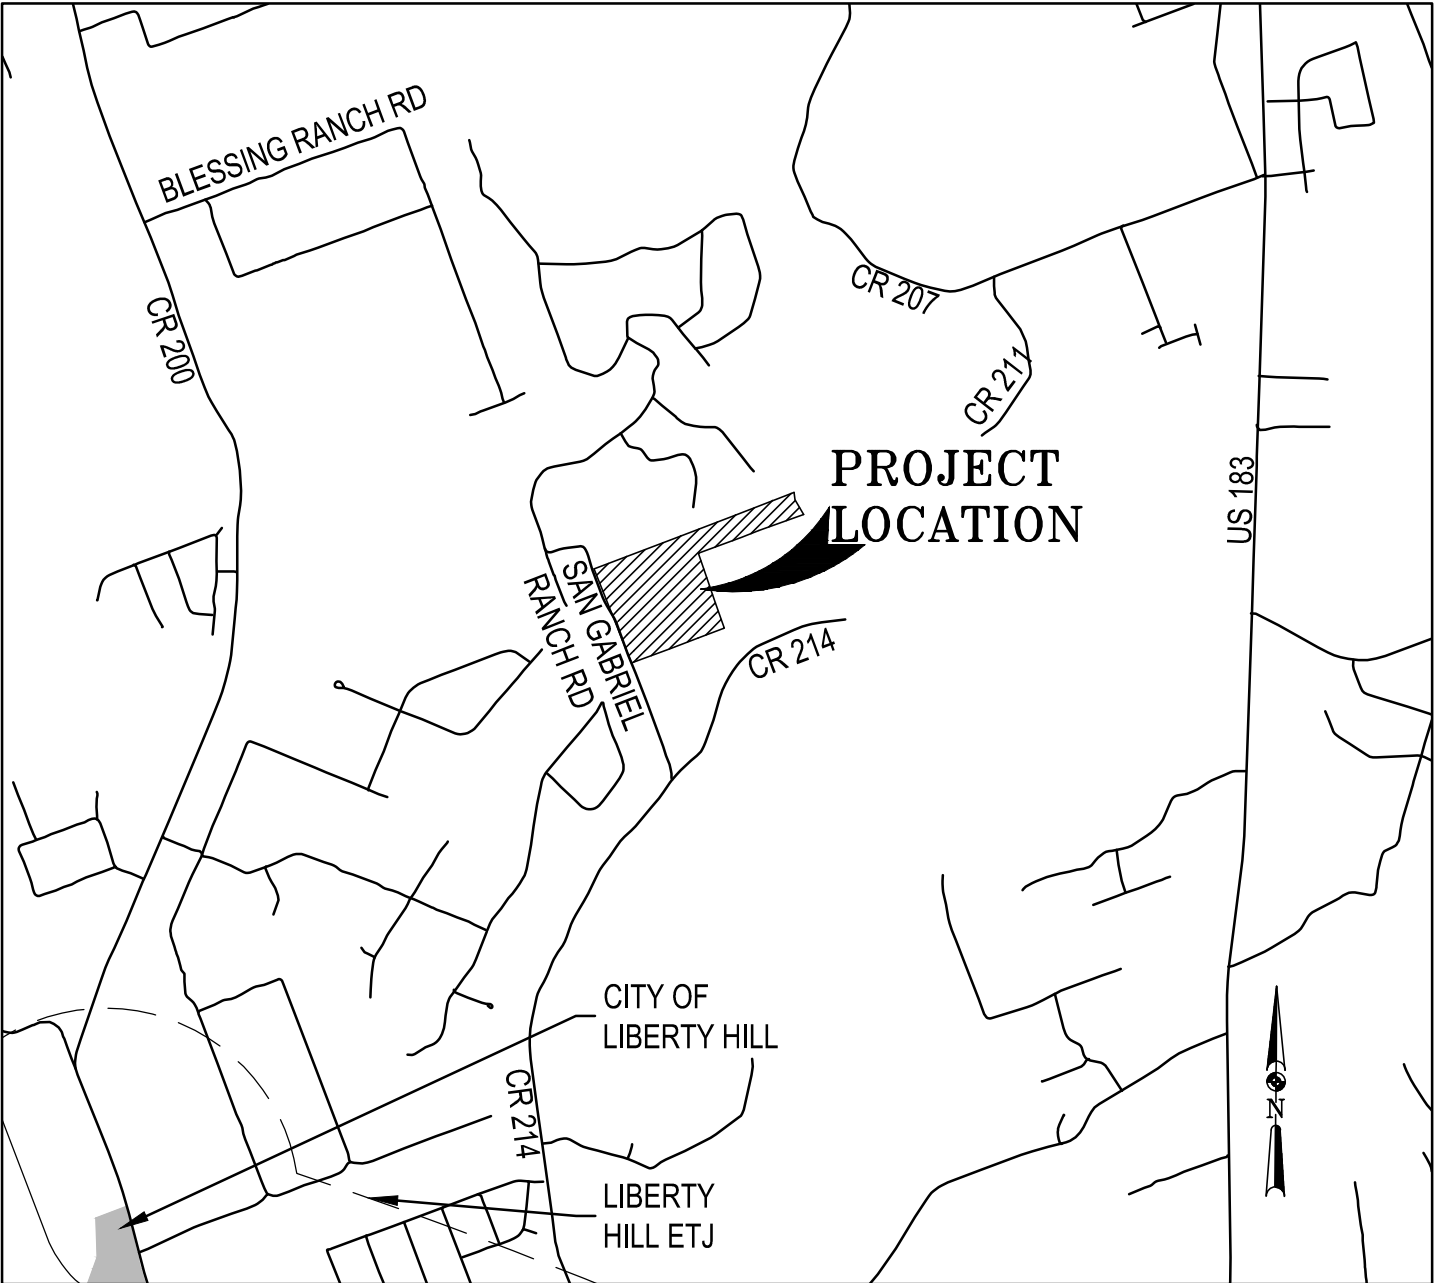 BLESSING RANCH RD
CR 200
CR 207
CR 211
PROJECT
LOCATION
US 183
SAN GABRIEL
RANCH RD
CR 214
CITY OF
LIBERTY HILL
CR 214
N
LIBERTY
HILL ETJ